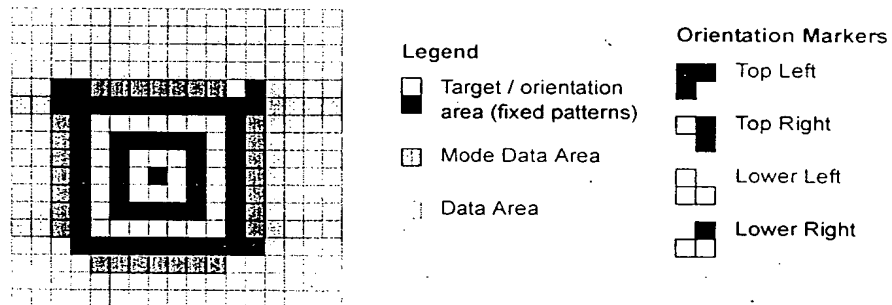 Legend
Target / orientation
area (fixed patterns)
Mode Data Area
Data Area
Orientation Markers
Top Left
Top Right
Lower Left
Lower Right